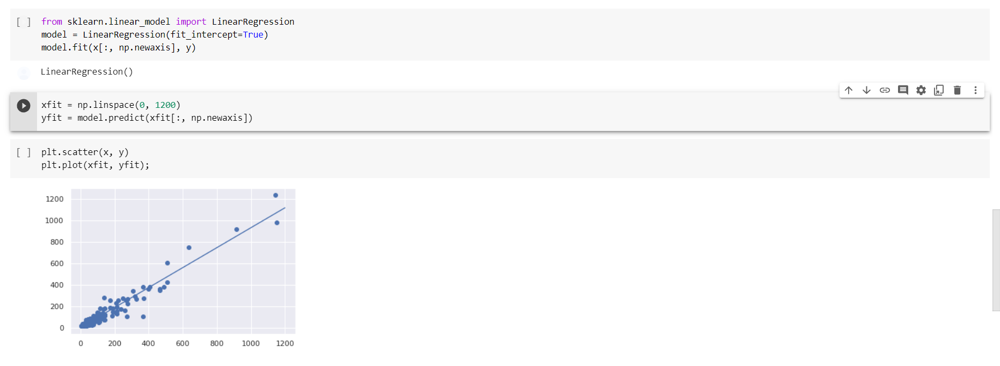 [ ] from sklearn.linear_model import LinearRegression
model = LinearRegression(fit_intercept=True)
model.fit(x[:, np.newaxis], y)
LinearRegression()
xfit = np.linspace(0, 1200)
yfit = model.predict(xfit[:, np.newaxis])
[ ] plt.scatter(x, y)
plt.plot(xfit, yfit);
1200
1000
800
600
400
200
0
0 200 400 600 800 1000 1200